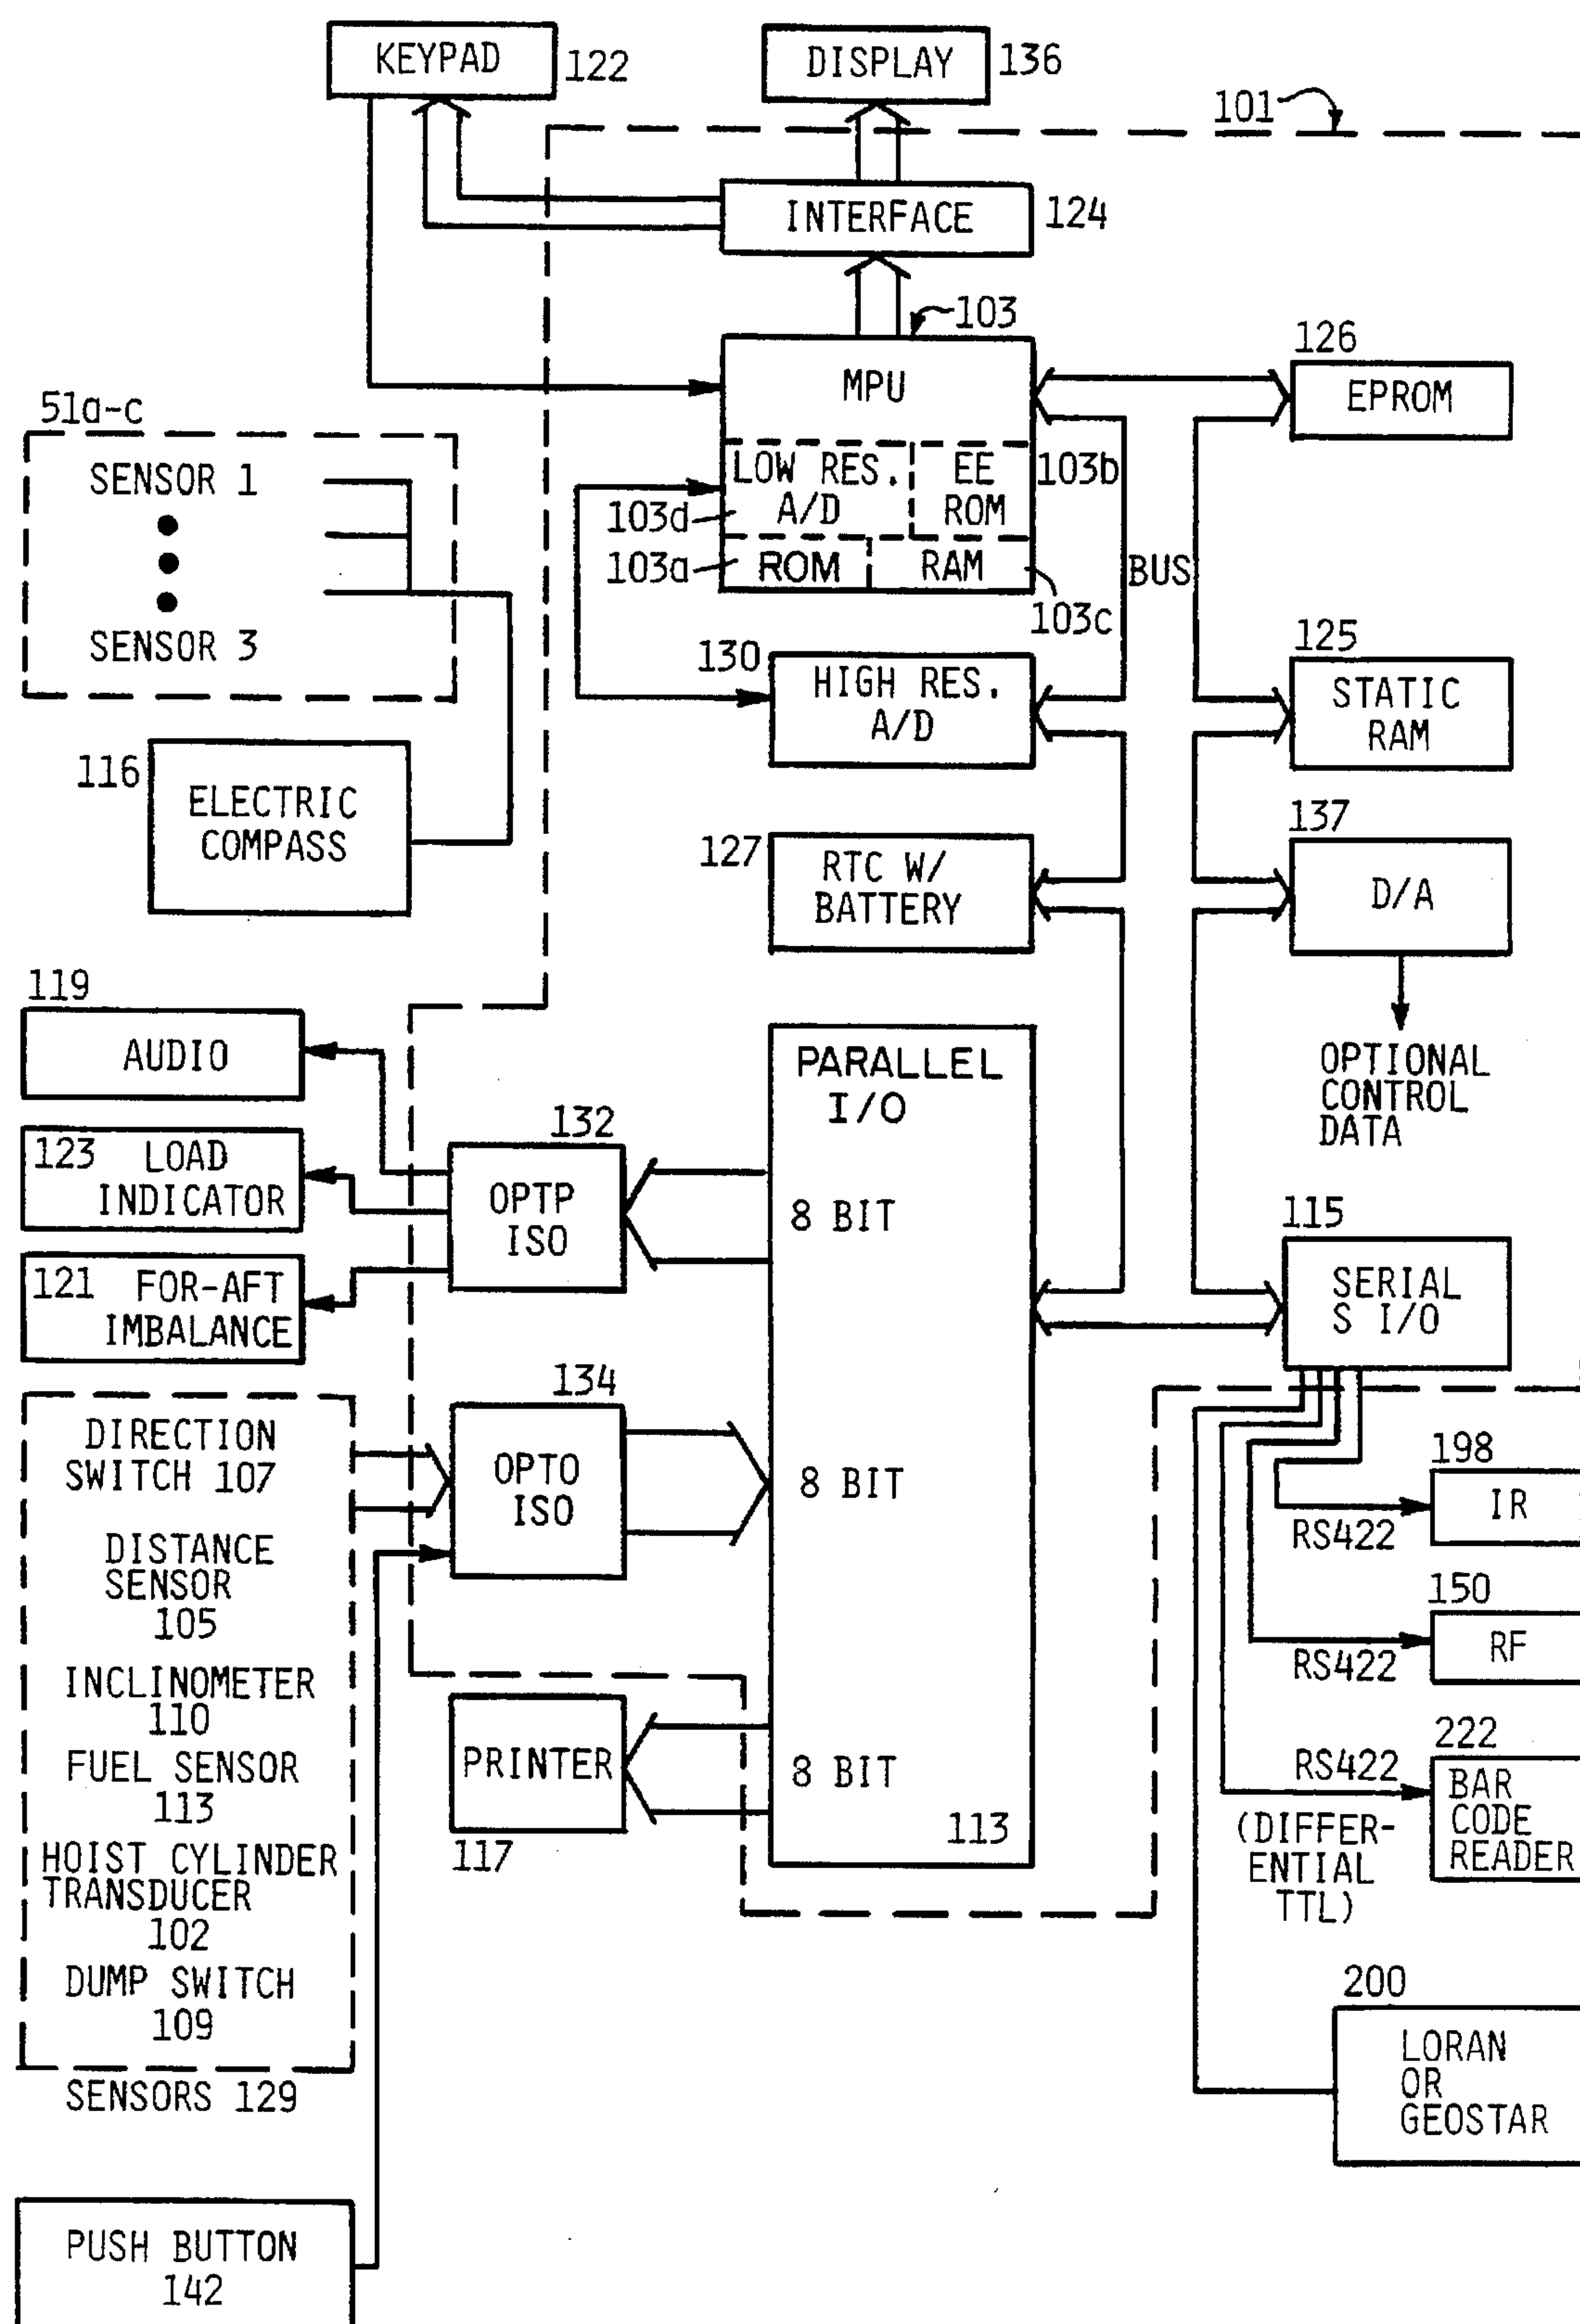 KEYPAD
122
DISPLAY
136
101
INTERFACE
124
103
MPU
LOW RES.
A/D
EE
ROM
103b
103d
103a
ROM
RAM
103c
BUS
126
EPROM
51a-c
SENSOR 1
SENSOR 3
116
ELECTRIC
COMPASS
130
HIGH RES.
A/D
125
STATIC
RAM
127
RTC W/
BATTERY
137
D/A
OPTIONAL
CONTROL
DATA
119
AUDIO
123 LOAD
INDICATOR
121 FOR-AFT
IMBALANCE
132
OPTP
ISO
PARALLEL
I/O
8 BIT
115
SERIAL
S I/O
134
OPTO
ISO
8 BIT
DIRECTION
SWITCH 107
DISTANCE
SENSOR
105
INCLINOMETER
110
FUEL SENSOR
113
HOIST CYLINDER
TRANSDUCER
102
DUMP SWITCH
109
SENSORS 129
PRINTER
117
8 BIT
113
198
IR
RS422
150
RF
RS422
222
BAR
CODE
READER
RS422
(DIFFER-
ENTIAL
TTL)
200
LORAN
OR
GEOSTAR
PUSH BUTTON
142